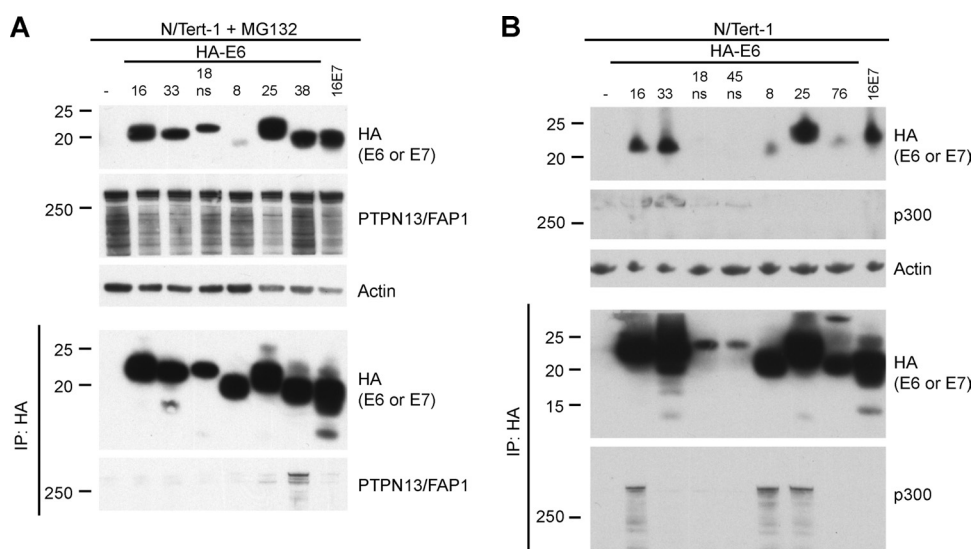 A
N/Tert-1 + MG132
HA-E6
- 16 33 18 ns 8 25 38 16E7
25
20
HA
(E6 or E7)
250
PTPN13/FAP1
Actin
IP: HA
25
20
HA
(E6 or E7)
250
PTPN13/FAP1
B
N/Tert-1
HA-E6
- 16 33 18 ns 45 ns 8 25 76 16E7
25
20
HA
(E6 or E7)
250
p300
Actin
IP: HA
25
20
15
HA
(E6 or E7)
250
p300